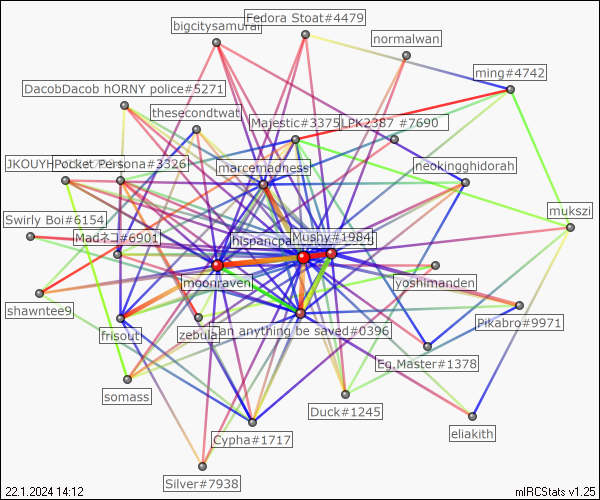 Fedora Stoat#4479
bigcitysamurai
normalwan
ming#4742
DacobDacob hORNY police#5271
thesecondtwat
Majestic#3375
LPK2387 #7690
JKOUYH
Pocket Persona#3326
marcemadness
neokingghidorah
mukszi
Swirly Boi#6154
Madネコ#6901
hispancpa
Mushy#1984
moonraven
yoshimanden
shawntee9
Pikabro#9971
frisout
zebula
an anything be saved#0396
Eg.Master#1378
somass
Duck#1245
eliakith
Cypha#1717
Silver#7938
22.1.2024 14:12
mIRCStats v1.25